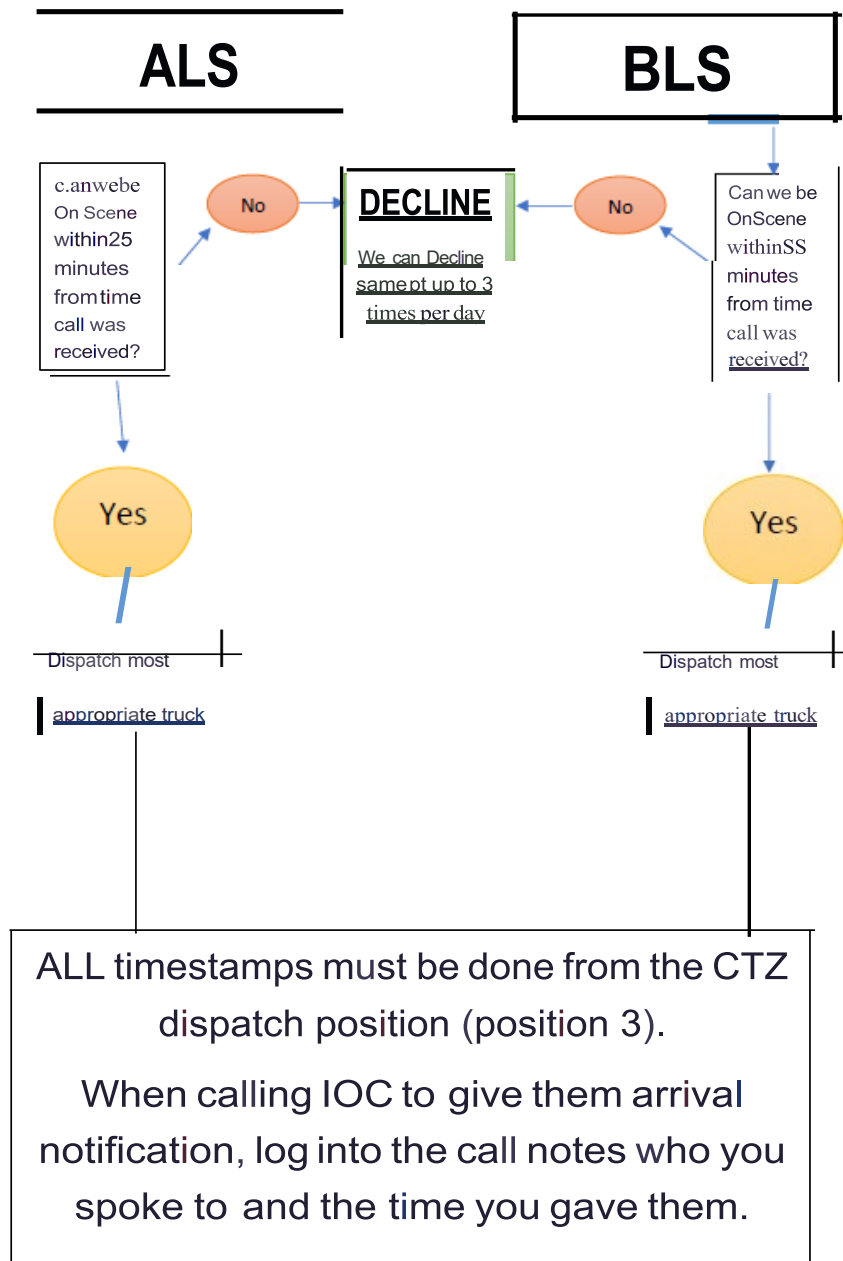 ALS
BLS
c.anwebe
On Scene
within25
minutes
fromtime
call was
received?
No
DECLINE
We can Decline
samept up to 3
times per dav
No
Can we be
OnScene
withinSS
minutes
from time
call was
received?
Yes
Yes
Dispatch most
appropriate truck
Dispatch most
appropriate truck
ALL timestamps must be done from the CTZ
dispatch position (position 3).
When calling IOC to give them arrival
notification, log into the call notes who you
spoke to and the time you gave them.